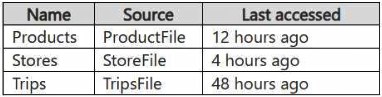 Name Source Last accessed
Products ProductFile 12 hours ago
Stores StoreFile 4 hours ago
Trips TripsFile 48 hours ago